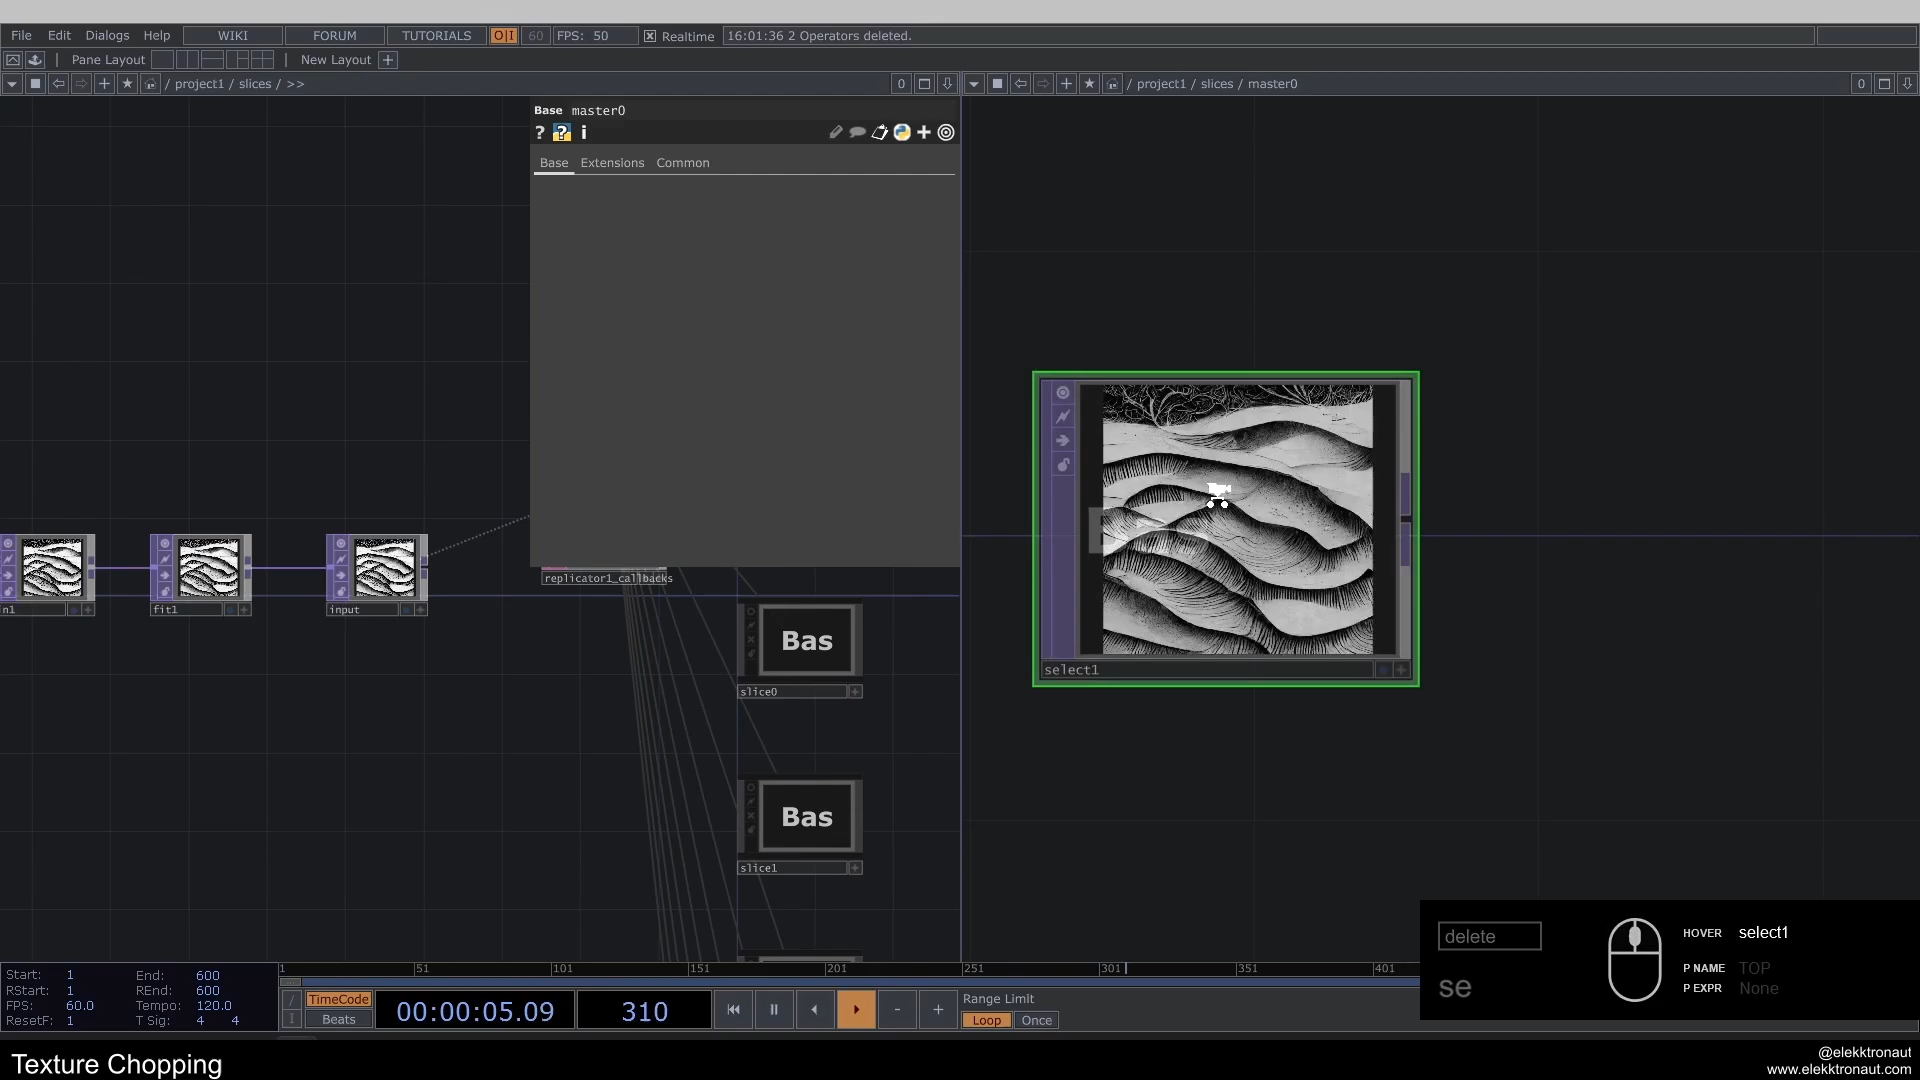 File Edit Dialogs Help WIKI FORUM TUTORIALS O|I 60 FPS: 50 Realtime 16:01:36 2 Operators deleted.
Pane Layout New Layout +
/ project1 / slices / >> 0 / project1 / slices / master0 0
Base master0
? ? i
Base Extensions Common
replicator1_callbacks
n1 fit1 input
Bas
slice0
Bas
slice1
select1
delete
se
HOVER select1
P NAME TOP
P EXPR None
1 51 101 151 201 251 301 351 401
Start: 1 End: 600
RStart: 1 REnd: 600
FPS: 60.0 Tempo: 120.0
ResetF: 1 T Sig: 4 4
TimeCode
Beats
00:00:05.09 310
- +
Range Limit
Loop Once
Texture Chopping
@elekktronaut
www.elekktronaut.com